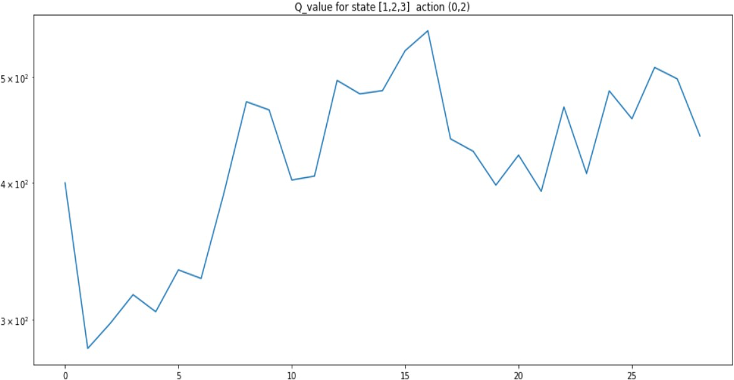 Q_value for state [1,2,3]  action (0,2)
5 × 10²
4 × 10²
3 × 10²
0 5 10 15 20 25